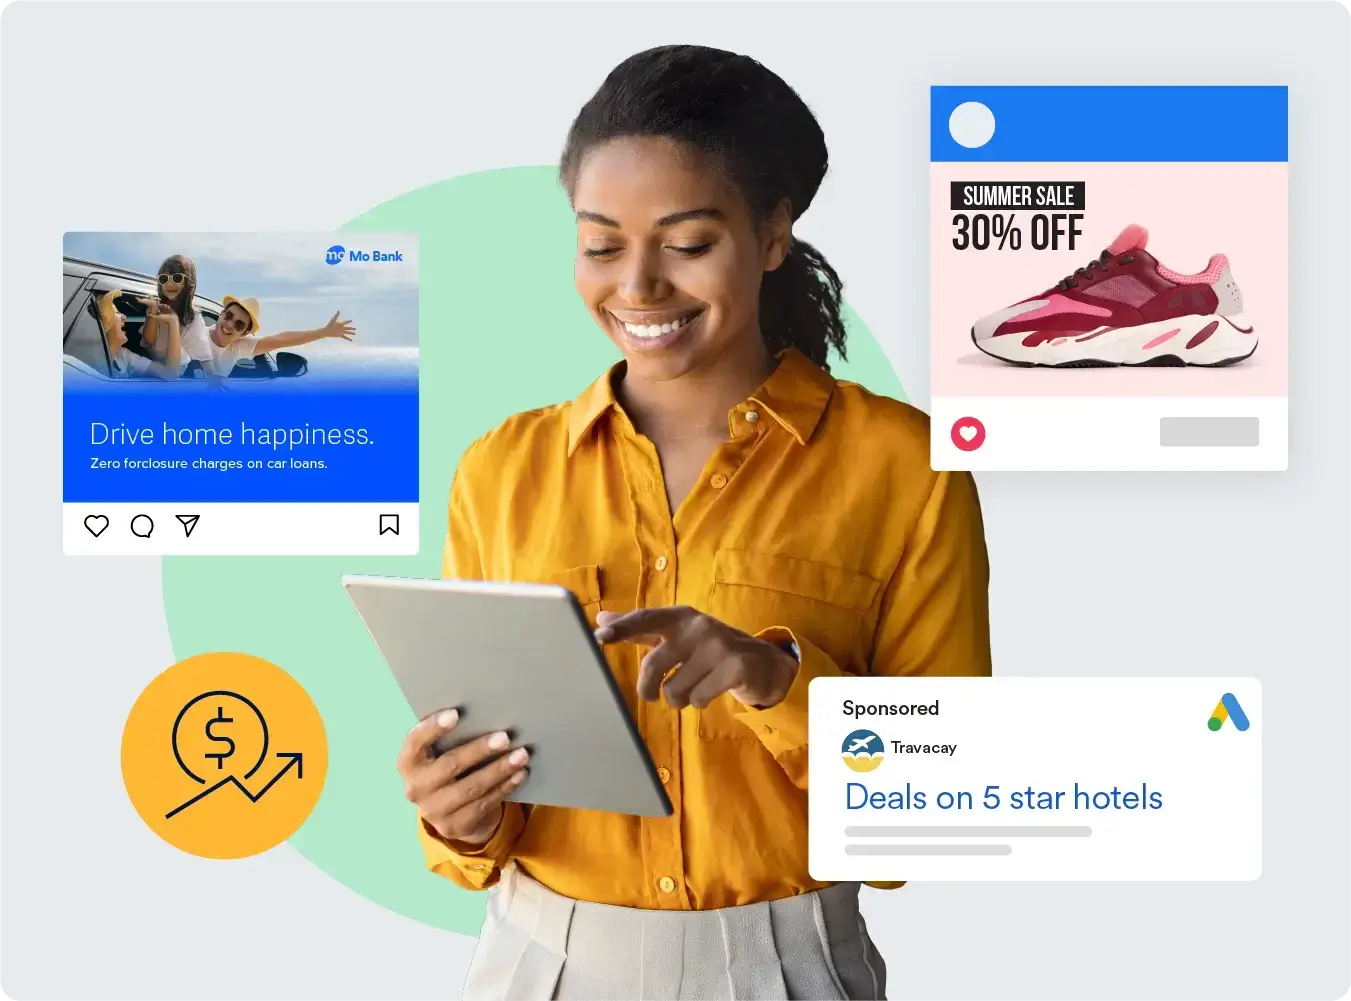 mo Mo Bank
Drive home happiness.
Zero forclosure charges on car loans.
SUMMER SALE
30% OFF
$
Sponsored
Travacay
Deals on 5 star hotels